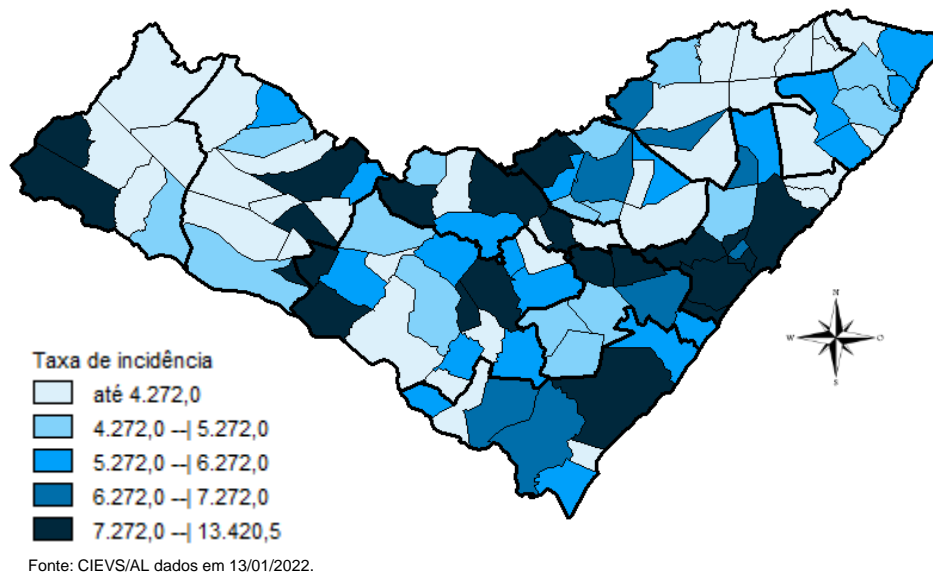 N
W
O
S
Taxa de incidência
até 4.272,0
4.272,0 --| 5.272,0
5.272,0 --| 6.272,0
6.272,0 --| 7.272,0
7.272,0 --| 13.420,5
Fonte: CIEVS/AL dados em 13/01/2022.